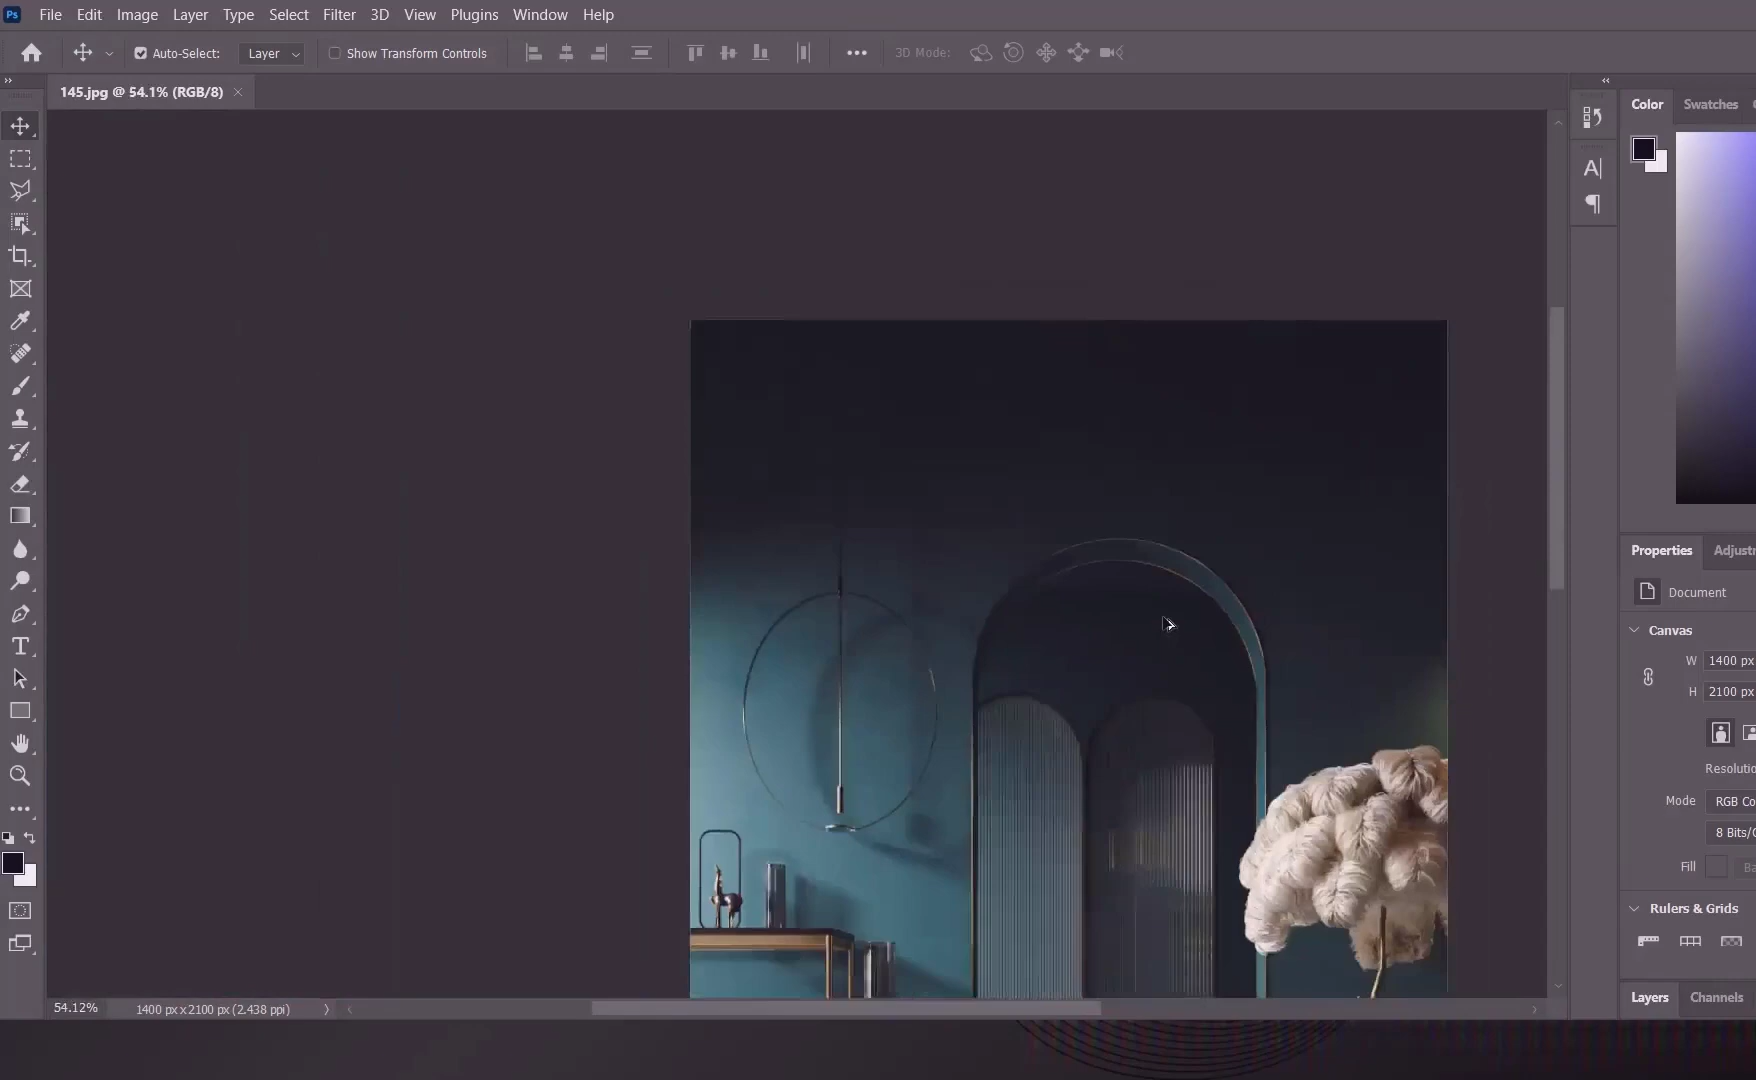 Ps File Edit Image Layer Type Select Filter 3D View Plugins Window Help
Auto-Select: Layer Show Transform Controls 3D Mode:
145.jpg @ 54.1% (RGB/8)
Color Swatches
Properties
Document
Canvas
W 1400 px
H 2100 px
Mode RGB Co
8 Bits/
Fill
Rulers & Grids
Layers Channels
54.12% 1400 px x 2100 px (2.438 ppi)